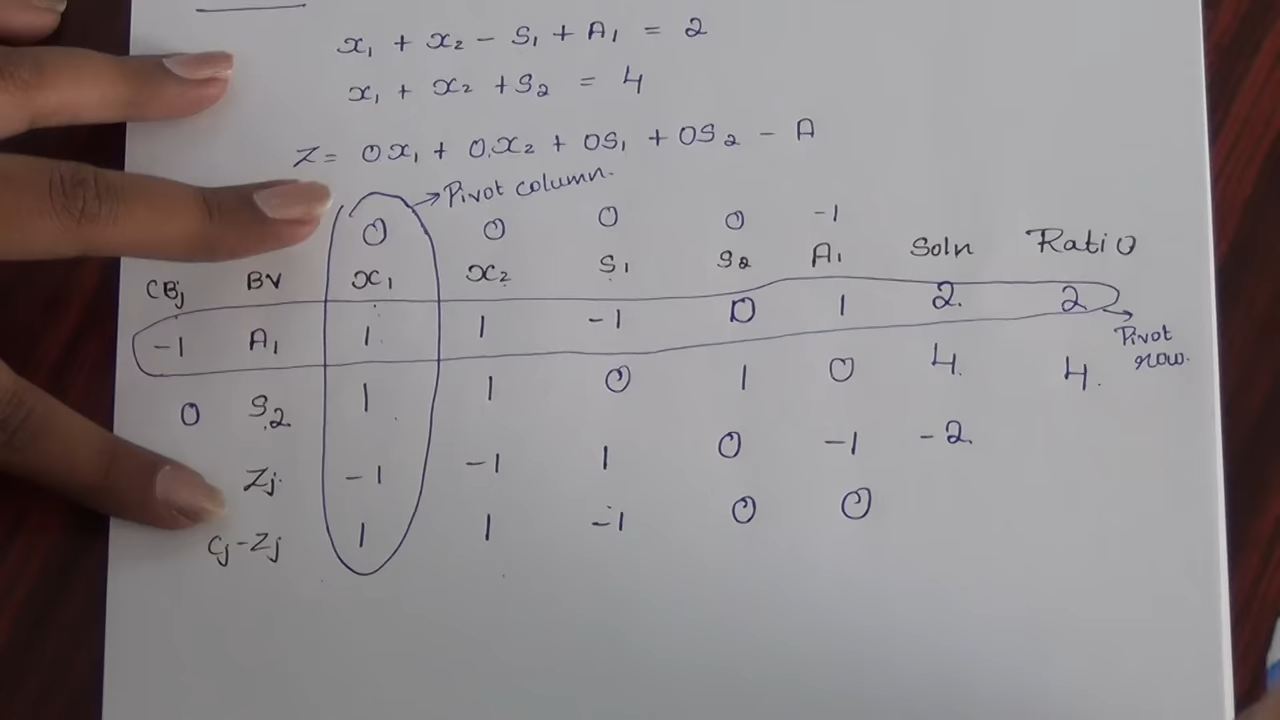 x₁ + x₂ - S₁ + A₁ = 2
x₁ + x₂ + S₂ = 4
Z = 0x₁ + 0.x₂ + 0S₁ + 0S₂ - A
→ Pivot column.
0 0 0 0 -1
CBj BV x₁ x₂ S₁ S₂ A₁ Soln Ratio
-1 A₁ 1 1 -1 0 1 2. 2
→ Pivot row.
0 S₂ 1 1 0 1 0 4. 4.
Zj -1 -1 1 0 -1 -2.
Cj-Zj 1 1 -1 0 0